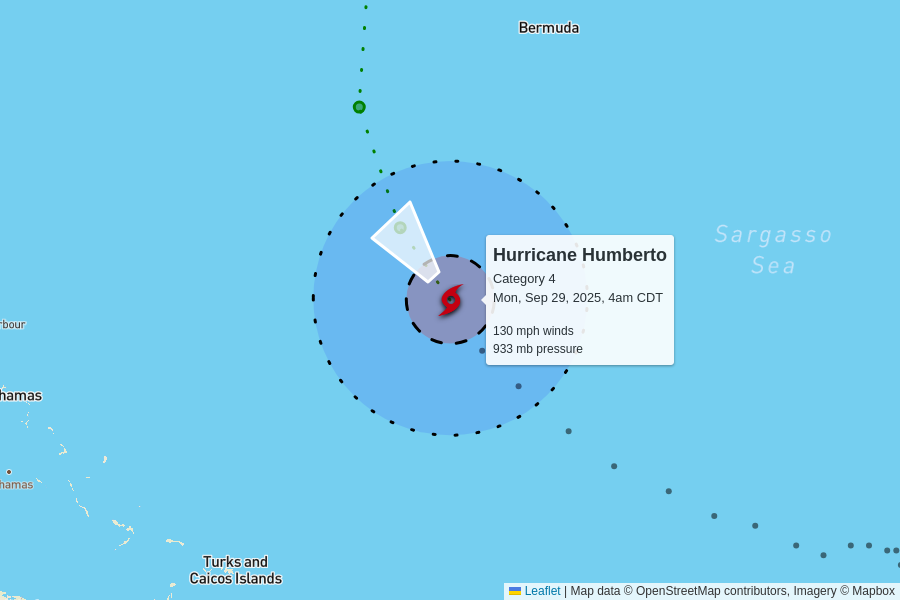 Bermuda
Sargasso
Sea
Hurricane Humberto
Category 4
Mon, Sep 29, 2025, 4am CDT
130 mph winds
933 mb pressure
rbour
hamas
hamas
Turks and
Caicos Islands
Leaflet | Map data © OpenStreetMap contributors, Imagery © Mapbox